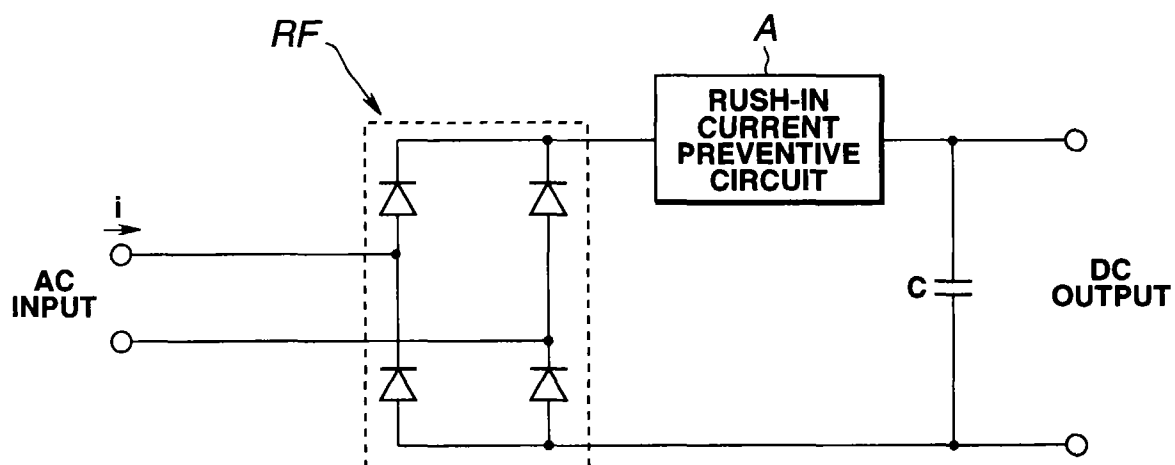 RF
A
RUSH-IN
CURRENT
PREVENTIVE
CIRCUIT
i
AC
INPUT
C
DC
OUTPUT